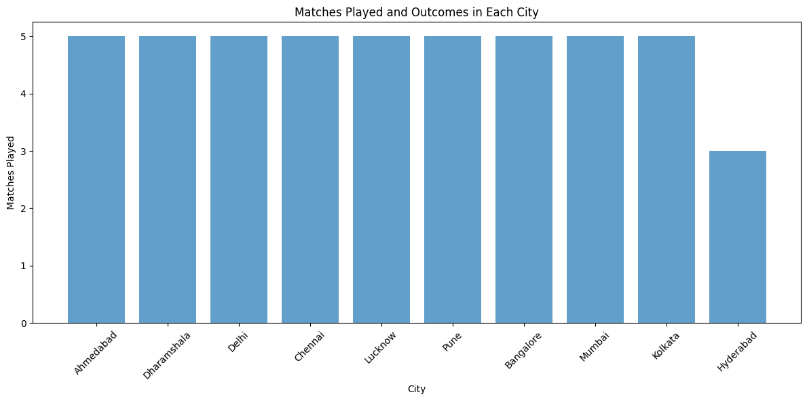 Matches Played and Outcomes in Each City
Matches Played
5
4
3
2
1
0
Ahmedabad
Dharamshala
Delhi
Chennai
Lucknow
Pune
Bangalore
Mumbai
Kolkata
Hyderabad
City